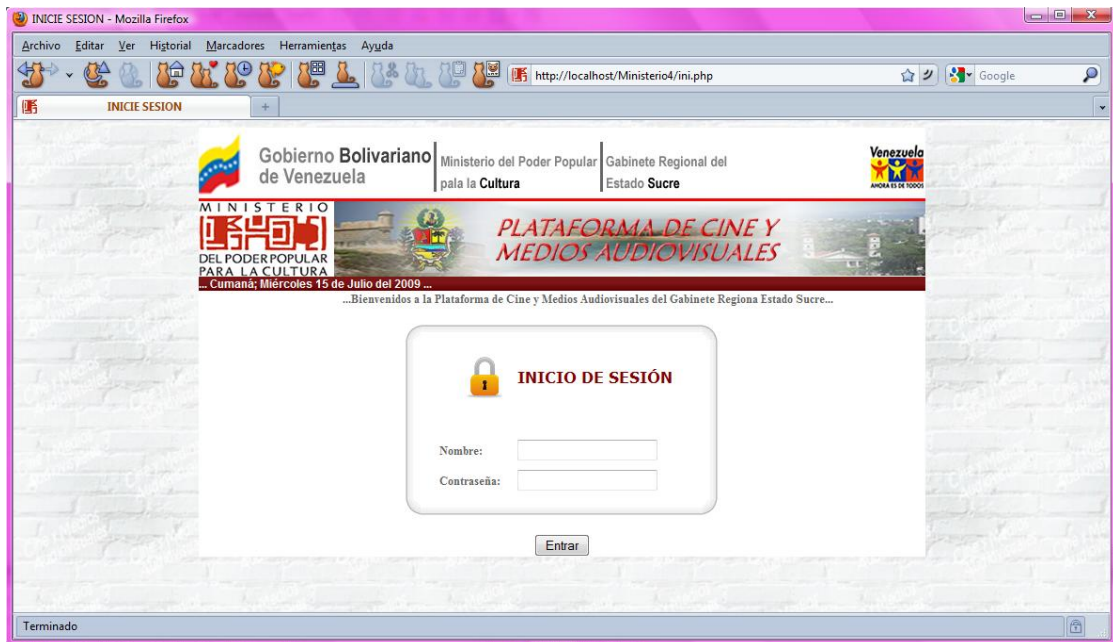 INICIE SESION - Mozilla Firefox
Archivo Editar Ver Historial Marcadores Herramientas Ayuda
http://localhost/Ministerio4/ini.php
Google
INICIE SESION
Gobierno Bolivariano
de Venezuela
Ministerio del Poder Popular
pala la Cultura
Gabinete Regional del
Estado Sucre
Venezuela
AHORA ES DE TODOS
MINISTERIO
DEL PODER POPULAR
PARA LA CULTURA
PLATAFORMA DE CINE Y
MEDIOS AUDIOVISUALES
... Cumaná; Miércoles 15 de Julio del 2009 ...
...Bienvenidos a la Plataforma de Cine y Medios Audiovisuales del Gabinete Regiona Estado Sucre...
INICIO DE SESIÓN
Nombre:
Contraseña:
Entrar
Terminado